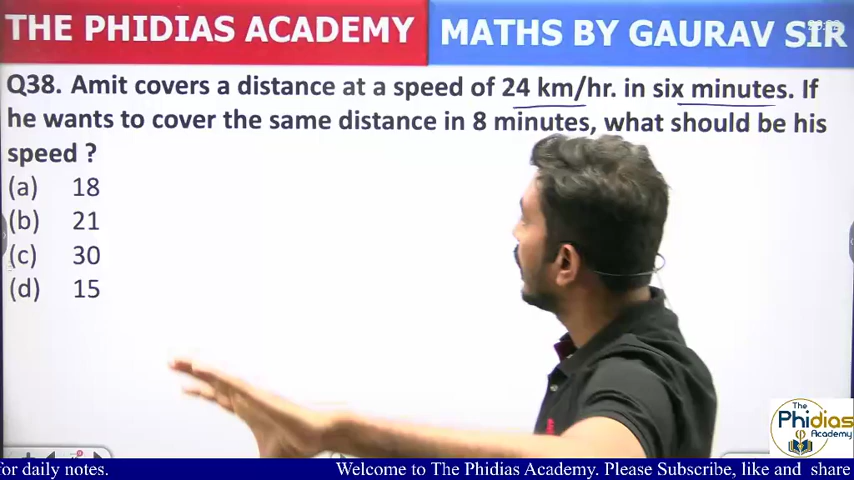 THE PHIDIAS ACADEMY
MATHS BY GAURAV SIR
Q38. Amit covers a distance at a speed of 24 km/hr. in six minutes. If
he wants to cover the same distance in 8 minutes, what should be his
speed ?
(a) 18
(b) 21
(c) 30
(d) 15
The
Phidias
Academy
for daily notes.
Welcome to The Phidias Academy. Please Subscribe, like and share